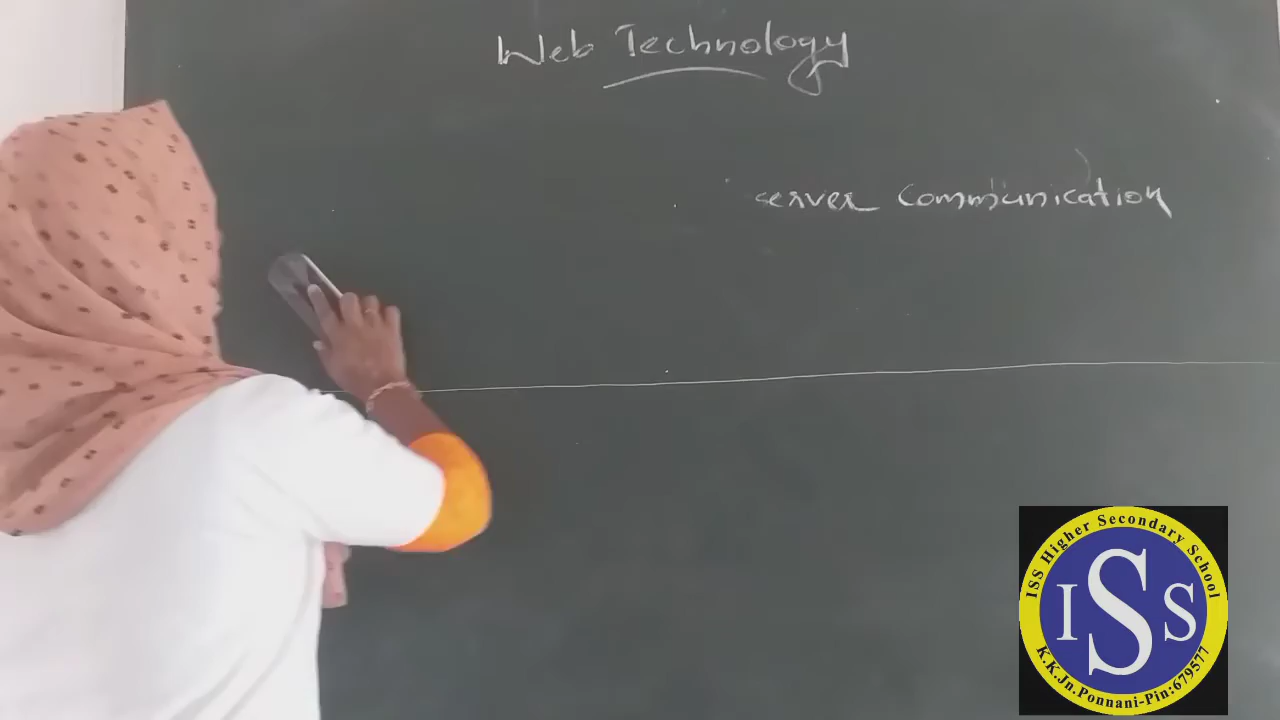 Web Technology
server communication
ISS Higher Secondary School
ISS
K.K.Jn.Ponnani-Pin:679577